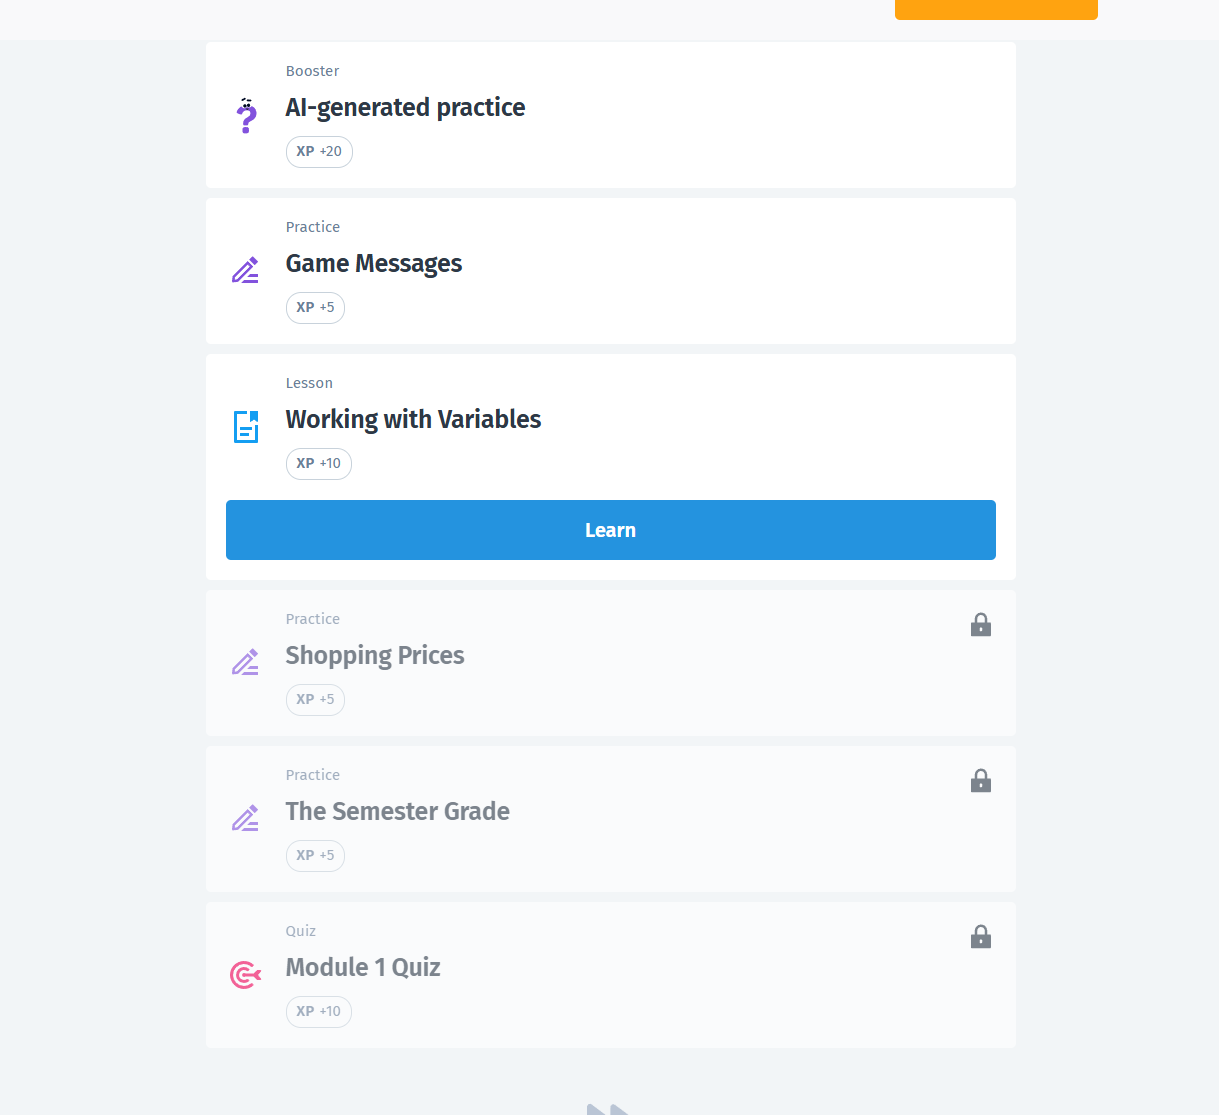 Booster
AI-generated practice
XP +20
Practice
Game Messages
XP +5
Lesson
Working with Variables
XP +10
Learn
Practice
Shopping Prices
XP +5
Practice
The Semester Grade
XP +5
Quiz
Module 1 Quiz
XP +10